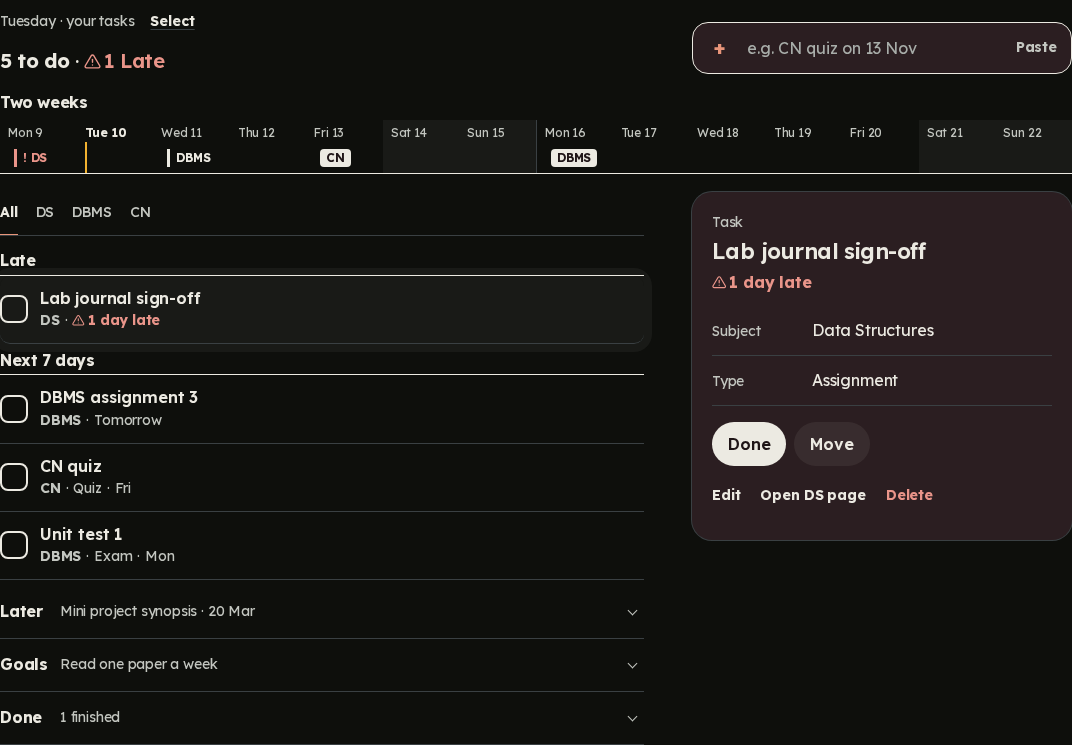 Tuesday · your tasks Select
5 to do · 1 Late
+ e.g. CN quiz on 13 Nov Paste
Two weeks
Mon 9 Tue 10 Wed 11 Thu 12 Fri 13 Sat 14 Sun 15 Mon 16 Tue 17 Wed 18 Thu 19 Fri 20 Sat 21 Sun 22
! DS DBMS CN DBMS
All DS DBMS CN
Late
Lab journal sign-off
DS · 1 day late
Next 7 days
DBMS assignment 3
DBMS · Tomorrow
CN quiz
CN · Quiz · Fri
Unit test 1
DBMS · Exam · Mon
Later Mini project synopsis · 20 Mar
Goals Read one paper a week
Done 1 finished
Task
Lab journal sign-off
1 day late
Subject Data Structures
Type Assignment
Done Move
Edit Open DS page Delete